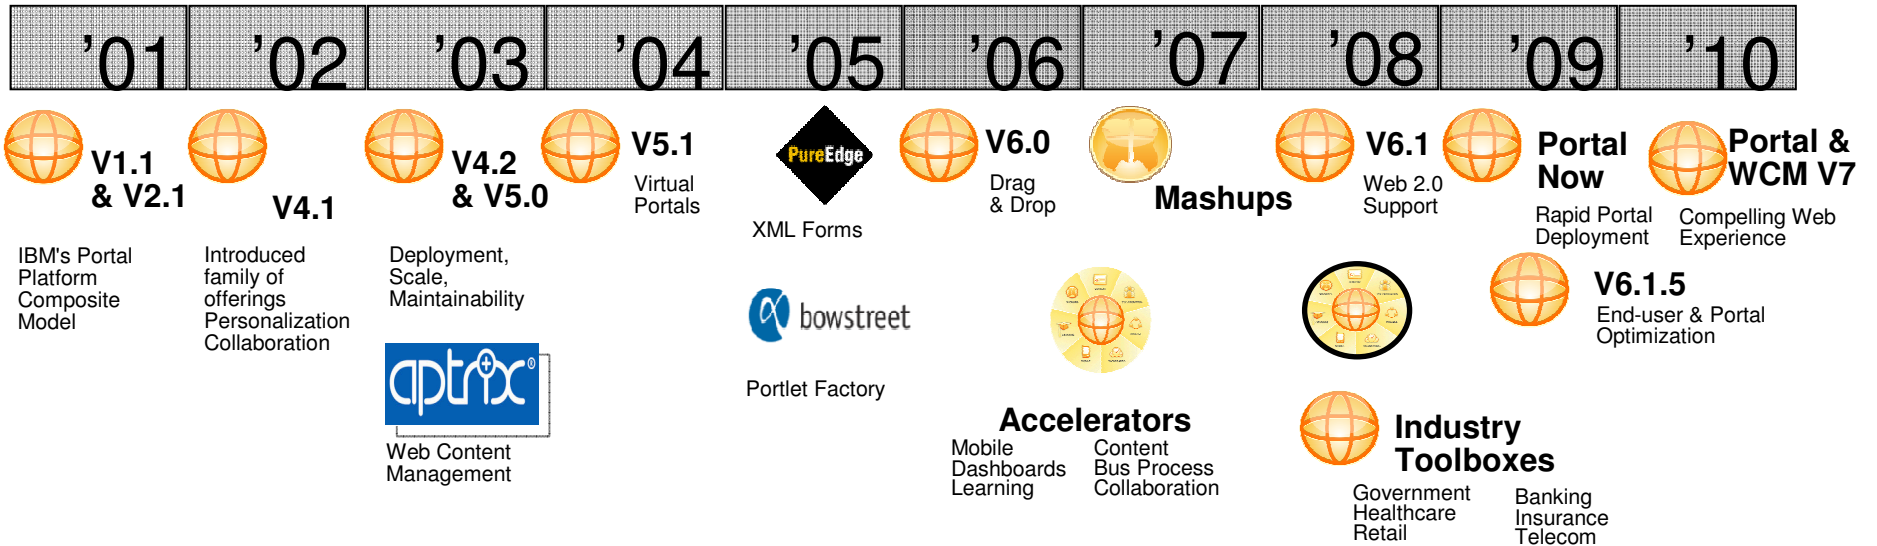 ’01 ’02 ’03 ’04 ’05 ’06 ’07 ’08 ’09 ’10
V1.1
& V2.1
IBM's Portal
Platform
Composite
Model
V4.1
Introduced
family of
offerings
Personalization
Collaboration
V4.2
& V5.0
Deployment,
Scale,
Maintainability
aptrix®
Web Content
Management
V5.1
Virtual
Portals
PureEdge
XML Forms
bowstreet
Portlet Factory
V6.0
Drag
& Drop
Mashups
Accelerators
Mobile
Dashboards
Learning
Content
Bus Process
Collaboration
V6.1
Web 2.0
Support
Industry
Toolboxes
Government
Healthcare
Retail
Banking
Insurance
Telecom
Portal
Now
Rapid Portal
Deployment
V6.1.5
End-user & Portal
Optimization
Portal &
WCM V7
Compelling Web
Experience